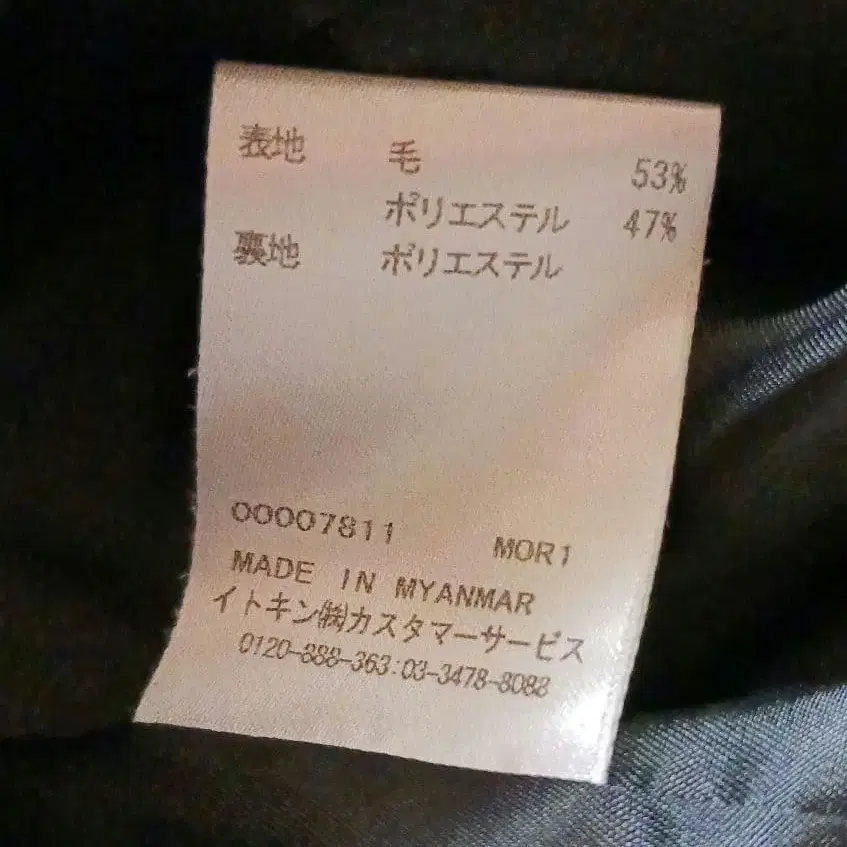 表地 毛 53%
ポリエステル 47%
裏地 ポリエステル
00007811 MOR1
MADE IN MYANMAR
イトキン㈱カスタマーサービス
0120-888-363:03-3478-8088